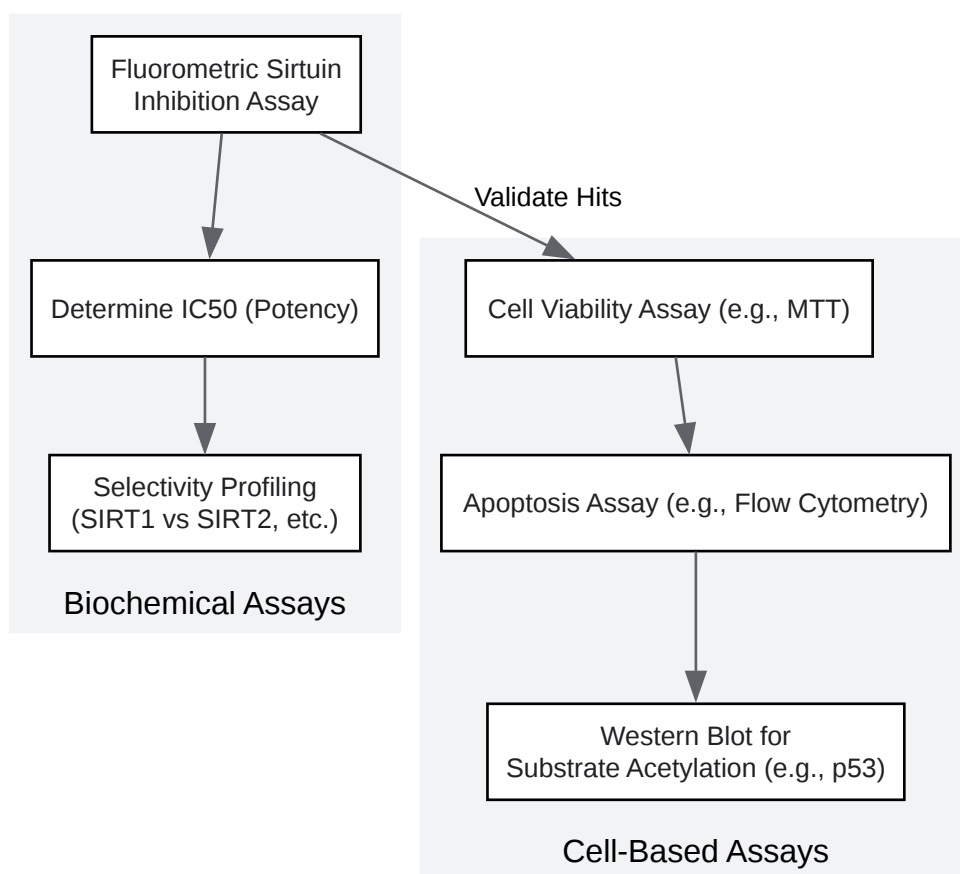 Fluorometric Sirtuin
Inhibition Assay
Validate Hits
Determine IC50 (Potency)
Cell Viability Assay (e.g., MTT)
Selectivity Profiling
(SIRT1 vs SIRT2, etc.)
Apoptosis Assay (e.g., Flow Cytometry)
Biochemical Assays
Western Blot for
Substrate Acetylation (e.g., p53)
Cell-Based Assays